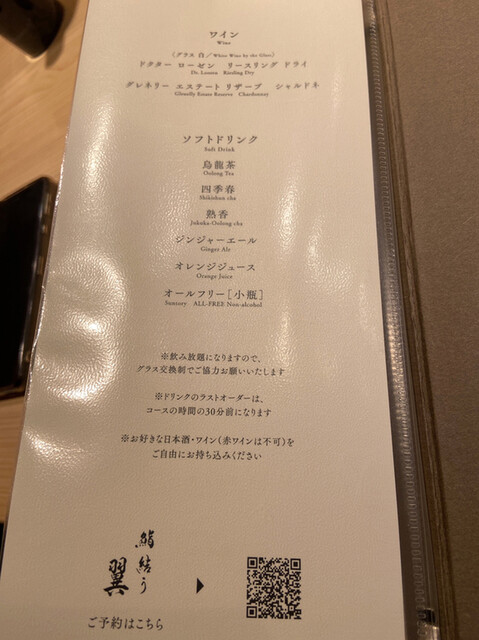 ワイン
Wine
(グラス 白／White Wine by the Glass)
ドクター ローゼン リースリング ドライ
Dr. Loosen Riesling Dry
グレネリー エステート リザーブ シャルドネ
Glenelly Estate Reserve Chardonnay
ソフトドリンク
Soft Drink
烏龍茶
Oolong Tea
四季春
Shikishun cha
熟香
Jukuka-Oolong cha
ジンジャーエール
Ginger Ale
オレンジジュース
Orange Juice
オールフリー［小瓶］
Suntory ALL-FREE Non-alcohol
※飲み放題になりますので、
グラス交換制でご協力お願いいたします
※ドリンクのラストオーダーは、
コースの時間の30分前になります
※お好きな日本酒・ワイン(赤ワインは不可)を
ご自由にお持ち込みください
鮨 結う
翼
ご予約はこちら